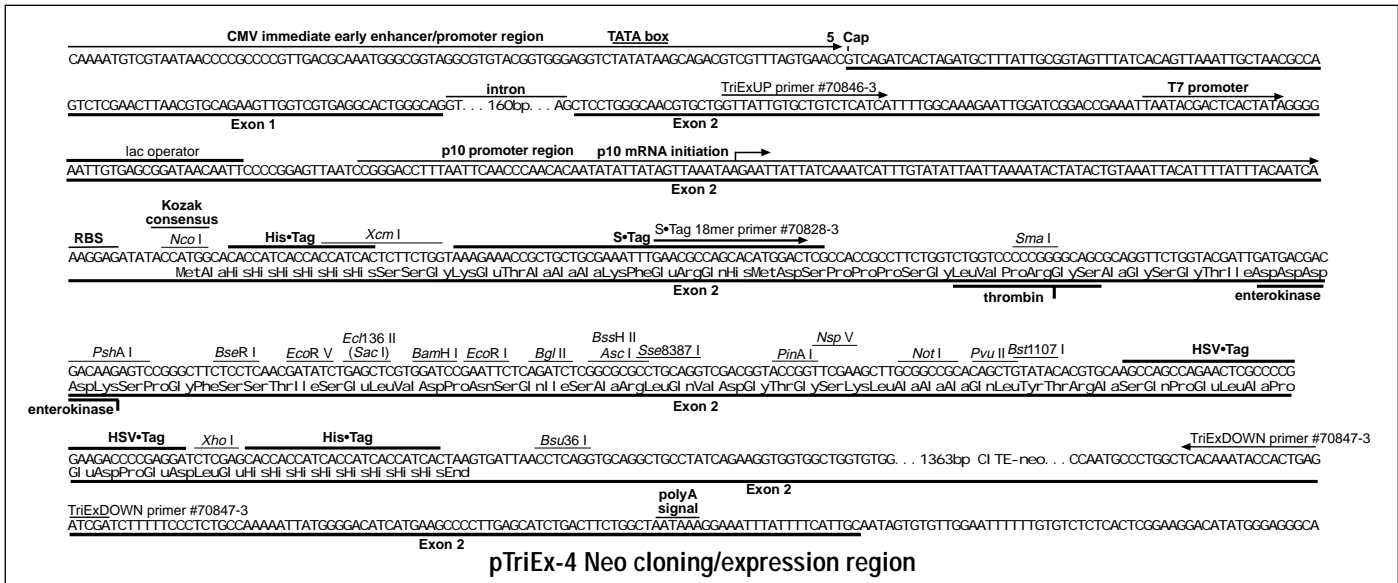 CMV immediate early enhancer/promoter region TATA box 5_ Cap
CAAAATGTCGTAATAACCCCGCCCCGTTGACGCAAATGGGCGGTAGGCGTGTACGGTGGGAGGTCTATATAAGCAGACGTCGTTTAGTGAACCGTCAGATCACTAGATGCTTTATTGCGGTAGTTTATCACAGTTAAATTGCTAACGCCA
GTCTCGAACTTAACGTGCAGAAGTTGGTCGTGAGGCACTGGGCAGGT... 160bp ... AGCTCCTGGGCAACGTGCTGGTTATTGTGCTGTCTCATCATTTTGGCAAAGAATTGGATCGGACCGAAATTAATACGACTCACTATAGGGG
intron TriExUP primer #70846-3 T7 promoter
Exon 1 Exon 2
lac operator p10 promoter region p10 mRNA initiation
AATTGTGAGCGGATAACAATTCCCCGGAGTTAATCCGGGACCTTTAATTCAACCCAACACAATATATTATAGTTAAATAAGAATTATTATCAAATCATTTGTATATTAATTAAAATACTATACTGTAAATTACATTTTATTTACAATCA
Exon 2
Kozak consensus
RBS Nco I His•Tag Xcm I S•Tag S•Tag 18mer primer #70828-3 Sma I
AAGGAGATATACCATGGCACACCATCACCACCATCACTCTTCTGGTAAAGAAACCGCTGCTGCGAAATTTGAACGCCAGCACATGGACTCGCCACCGCCTTCTGGTCTGGTCCCCCGGGGCAGCGCAGGTTCTGGTACGATTGATGACGAC
MetAlaHisHisHisHisHisHisSerSerGlyLysGluThrAlaAlaAlaLysPheGluArgGlnHisMetAspSerProProProSerGlyLeuValProArgGlySerAlaGlySerGlyThrIleAspAspAsp
Exon 2 thrombin enterokinase
PshA I BseR I EcoR V Ecl136 II (Sac I) BamH I EcoR I Bgl II BssH II Asc I Sse8387 I PinA I Nsp V Not I Pvu II Bst1107 I HSV•Tag
GACAAGAGTCCGGGCTTCTCCTCAACGATATCTGAGCTCGTGGATCCGAATTCTCAGATCTCGGCGCGCCTGCAGGTCGACGGTACCGGTTCGAAGCTTGCGGCCGCACAGCTGTATACACGTGCAAGCCAGCCAGAACTCGCCCCG
AspLysSerProGlyPheSerSerThrIleSerGluLeuValAspProAsnSerGlnIleSerAlaArgLeuGlnValAspGlyThrGlySerLysLeuAlaAlaAlaGlnLeuTyrThrArgAlaSerGlnProGluLeuAlaPro
enterokinase Exon 2
HSV•Tag Xho I His•Tag Bsu36 I TriExDOWN primer #70847-3
GAAGACCCCGAGGATCTCGAGCACCACCATCACCATCACCATCACTAAGTGATTAACCTCAGGTGCAGGCTGCCTATCAGAAGGTGGTGGCTGGTGTGG... 1363bp CITE-neo... CCAATGCCCTGGCTCACAAATACCACTGAG
GluAspProGluAspLeuGluHisHisHisHisHisHisHisHisEnd
Exon 2
TriExDOWN primer #70847-3 polyA signal
ATCGATCTTTTTCCCTCTGCCAAAAATTATGGGGACATCATGAAGCCCCTTGAGCATCTGACTTCTGGCTAATAAAGGAAATTTATTTTCATTGCAATAGTGTGTTGGAATTTTTTGTGTCTCTCACTCGGAAGGACATATGGGAGGGCA
Exon 2
pTriEx-4 Neo cloning/expression region